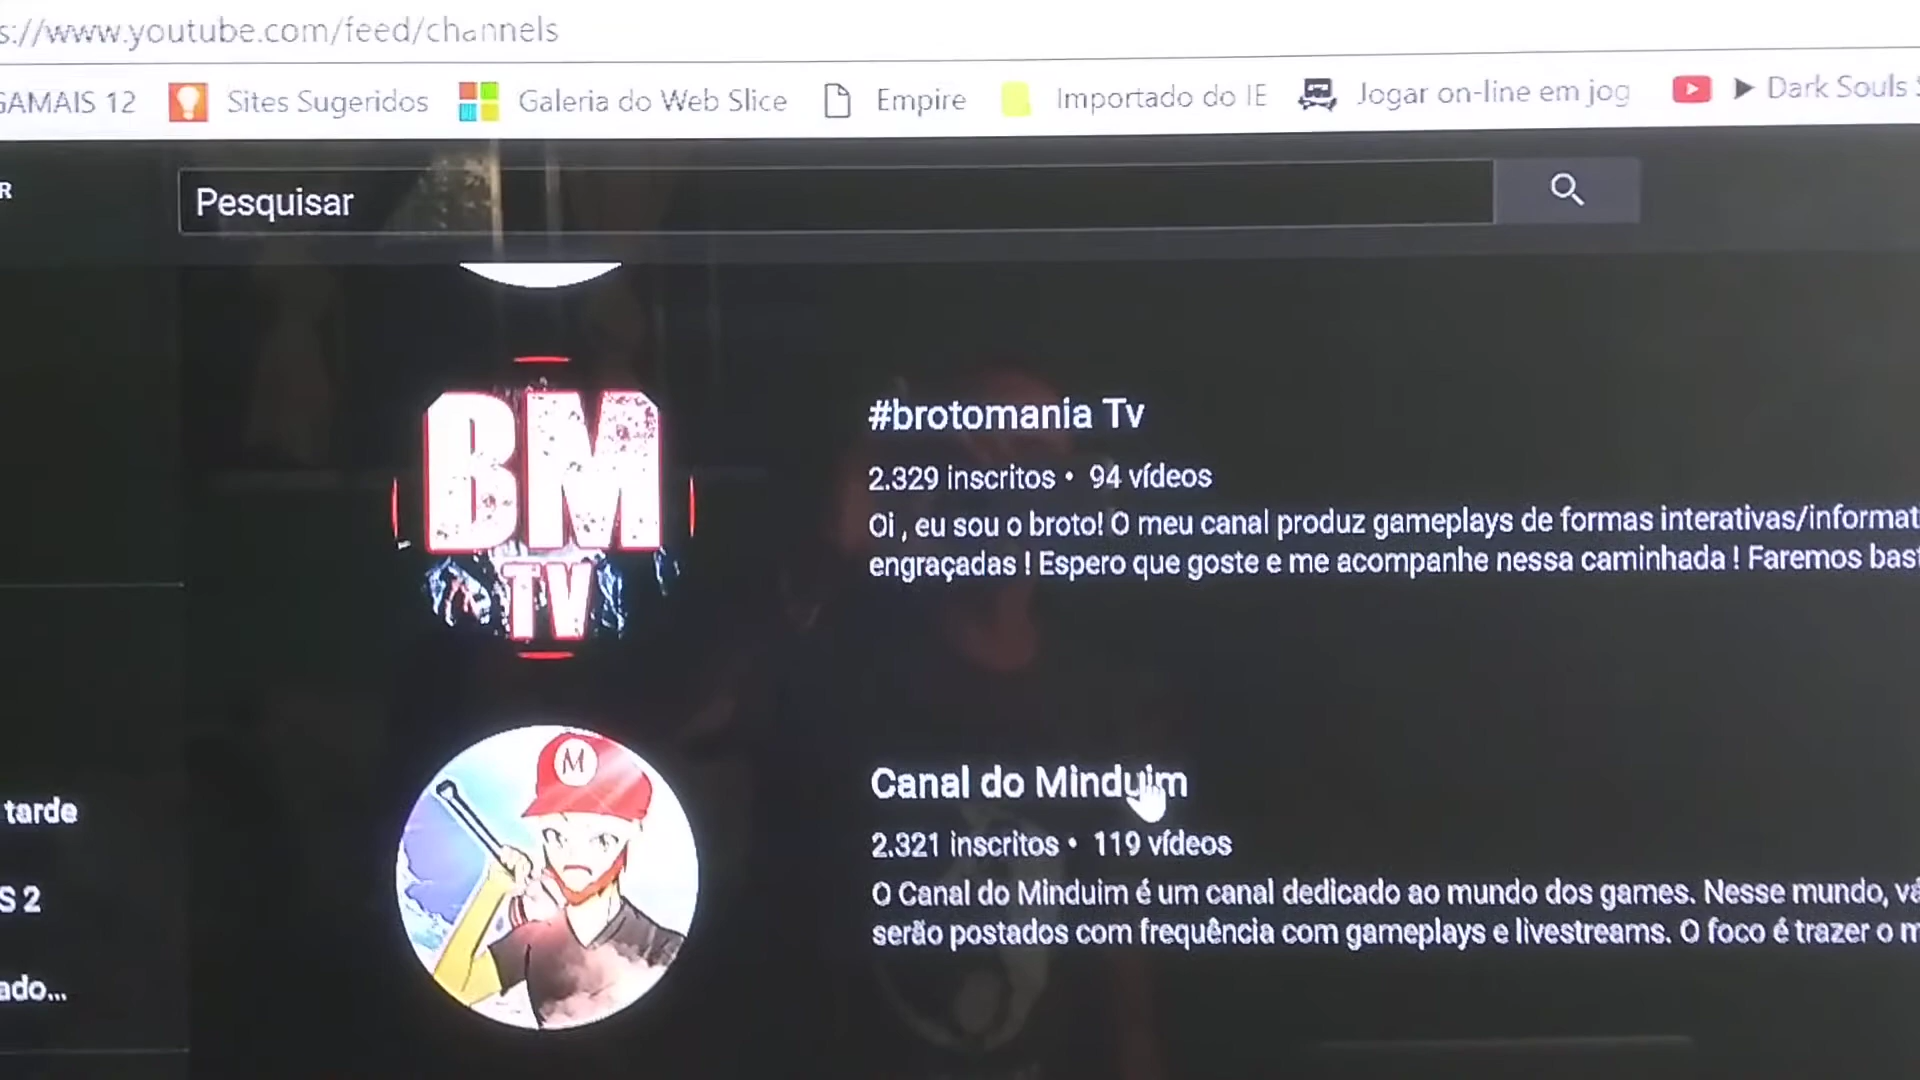 s://www.youtube.com/feed/channels
GAMAIS 12 Sites Sugeridos Galeria do Web Slice Empire Importado do IE Jogar on-line em jog Dark Souls
R Pesquisar
BM
TV
#brotomania Tv
2.329 inscritos • 94 vídeos
Oi , eu sou o broto! O meu canal produz gameplays de formas interativas/informat
engraçadas ! Espero que goste e me acompanhe nessa caminhada ! Faremos bast
M
Canal do Minduim
2.321 inscritos • 119 vídeos
O Canal do Minduim é um canal dedicado ao mundo dos games. Nesse mundo, vá
serão postados com frequência com gameplays e livestreams. O foco é trazer o m
tarde
S 2
ado...